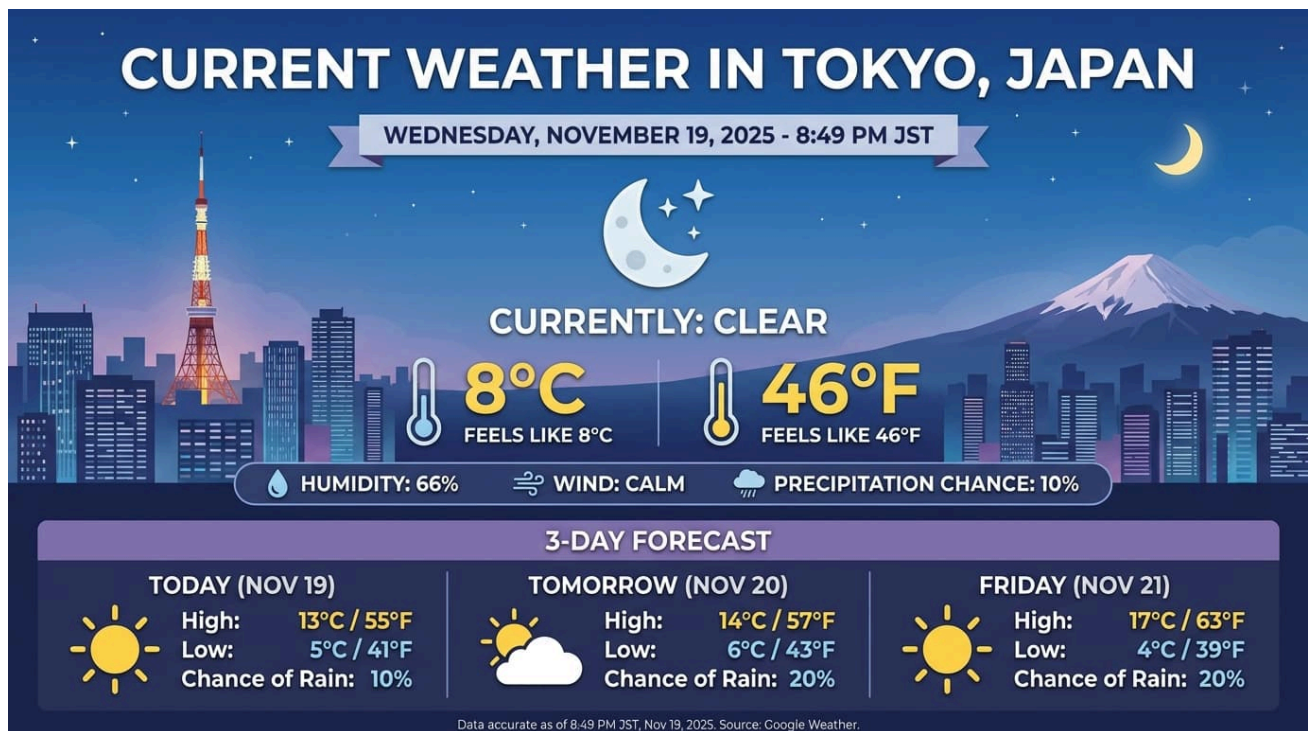 CURRENT WEATHER IN TOKYO, JAPAN
WEDNESDAY, NOVEMBER 19, 2025 - 8:49 PM JST
CURRENTLY: CLEAR
8°C 46°F
FEELS LIKE 8°C FEELS LIKE 46°F
HUMIDITY: 66% WIND: CALM PRECIPITATION CHANCE: 10%
3-DAY FORECAST
TODAY (NOV 19)
High: 13°C / 55°F
Low: 5°C / 41°F
Chance of Rain: 10%
TOMORROW (NOV 20)
High: 14°C / 57°F
Low: 6°C / 43°F
Chance of Rain: 20%
FRIDAY (NOV 21)
High: 17°C / 63°F
Low: 4°C / 39°F
Chance of Rain: 20%
Data accurate as of 8:49 PM JST, Nov 19, 2025. Source: Google Weather.